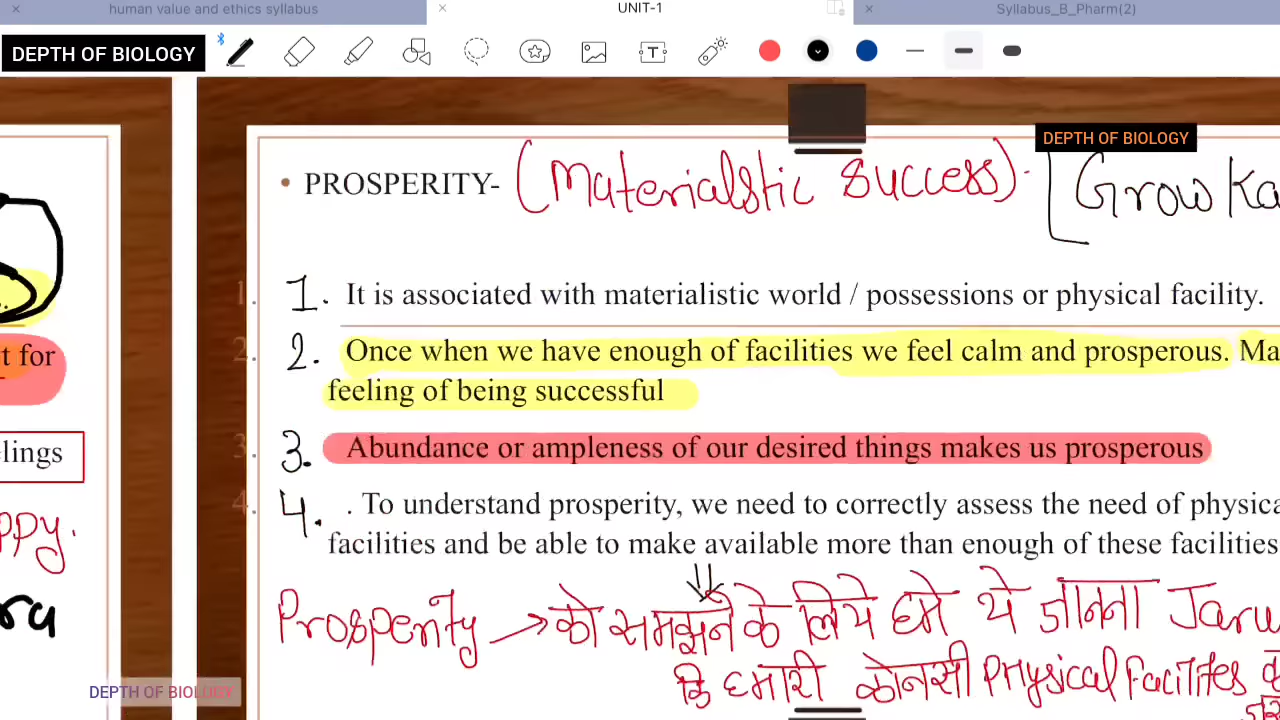 human value and ethics syllabus
UNIT-1
Syllabus_B_Pharm(2)
DEPTH OF BIOLOGY
DEPTH OF BIOLOGY
• PROSPERITY- (Materialstic success). [Grow Ka
1. It is associated with materialistic world / possessions or physical facility.
2. Once when we have enough of facilities we feel calm and prosperous. Ma
feeling of being successful
t for
3. Abundance or ampleness of our desired things makes us prosperous
lings
4. . To understand prosperity, we need to correctly assess the need of physica
facilities and be able to make available more than enough of these facilities
ppy.
Prosperity → को समझने के लिये हमे ये जानना Jaru
ra
कि हमारी कोनसी Physical Facilites
DEPTH OF BIOLOGY